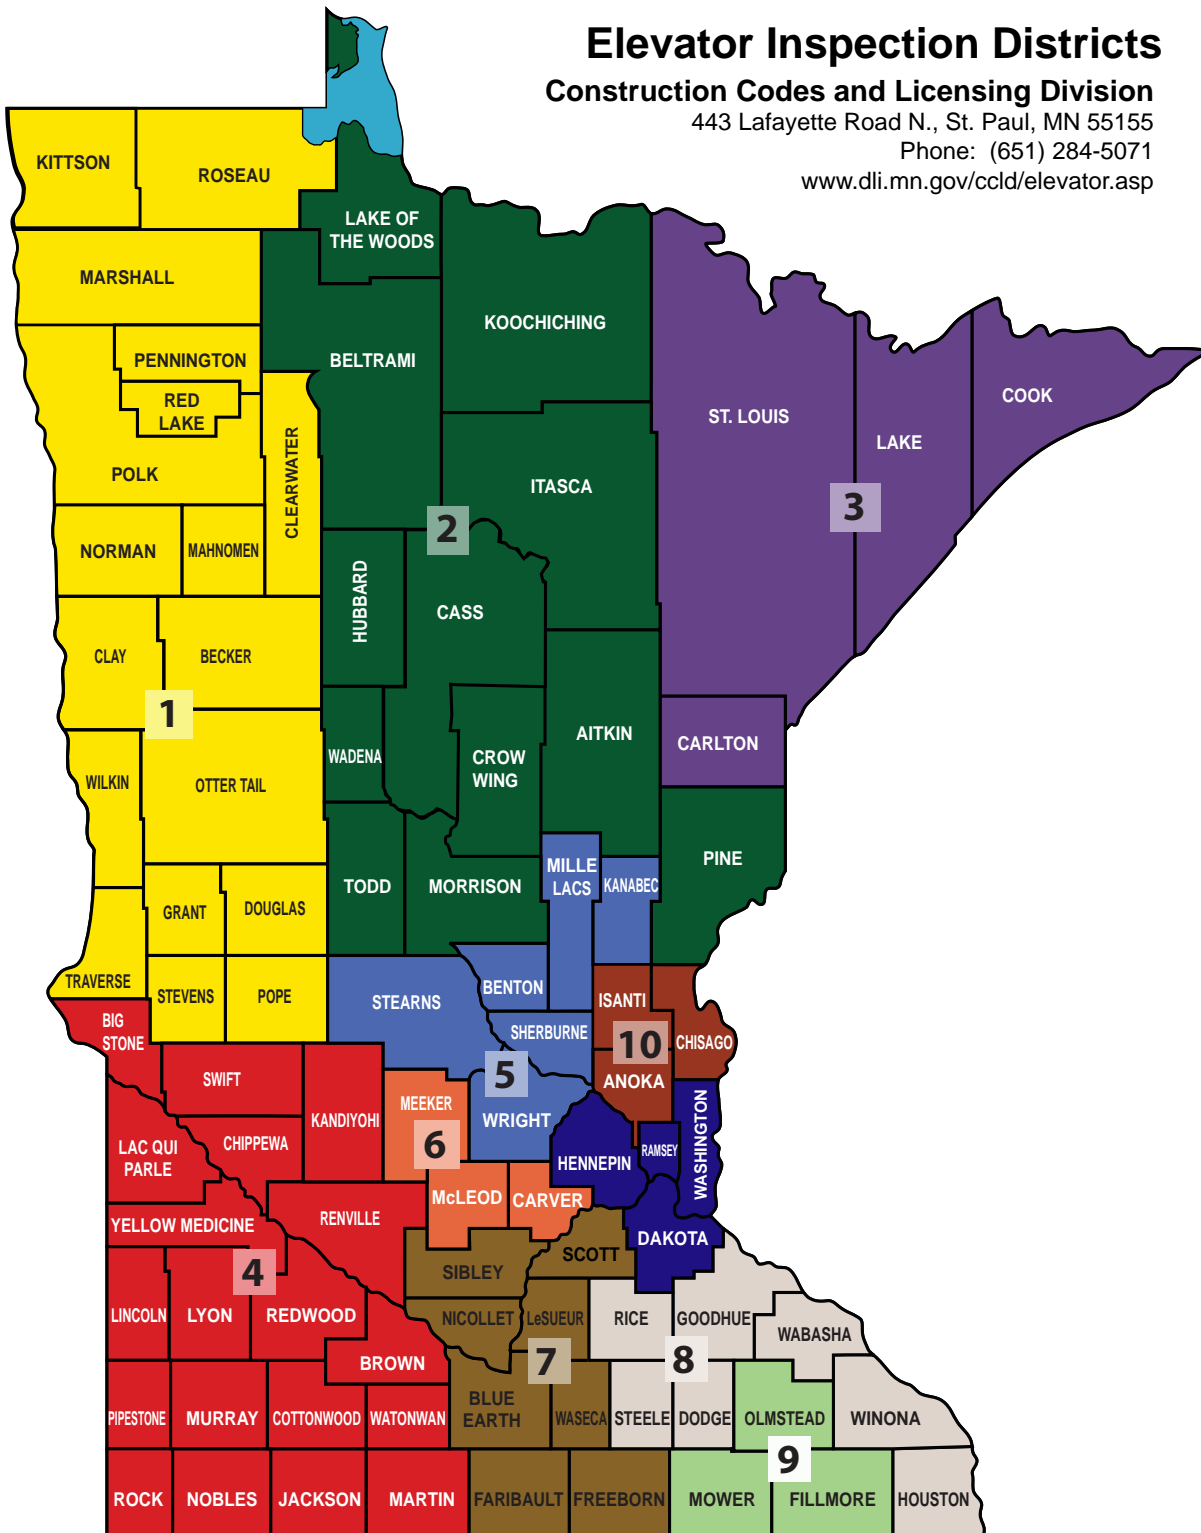 Elevator Inspection Districts
Construction Codes and Licensing Division
443 Lafayette Road N., St. Paul, MN 55155
Phone: (651) 284-5071
www.dli.mn.gov/ccld/elevator.asp
KITTSON
ROSEAU
LAKE OF
THE WOODS
MARSHALL
KOOCHICHING
PENNINGTON
BELTRAMI
RED
LAKE
COOK
ST. LOUIS
LAKE
POLK
CLEARWATER
ITASCA
3
2
NORMAN
MAHNOMEN
HUBBARD
CASS
CLAY
BECKER
1
AITKIN
CARLTON
WILKIN
OTTER TAIL
WADENA
CROW
WING
PINE
MILLE
LACS
KANABEC
TODD
MORRISON
GRANT
DOUGLAS
TRAVERSE
STEVENS
POPE
STEARNS
BENTON
ISANTI
BIG
STONE
SHERBURNE
10
CHISAGO
SWIFT
5
ANOKA
MEEKER
KANDIYOHI
WRIGHT
WASHINGTON
LAC QUI
PARLE
CHIPPEWA
6
HENNEPIN
RAMSEY
McLEOD
CARVER
YELLOW MEDICINE
RENVILLE
DAKOTA
SCOTT
4
SIBLEY
LINCOLN
LYON
REDWOOD
NICOLLET
LeSUEUR
RICE
GOODHUE
WABASHA
BROWN
7
8
BLUE
EARTH
PIPESTONE
MURRAY
COTTONWOOD
WATONWAN
WASECA
STEELE
DODGE
OLMSTEAD
WINONA
9
ROCK
NOBLES
JACKSON
MARTIN
FARIBAULT
FREEBORN
MOWER
FILLMORE
HOUSTON